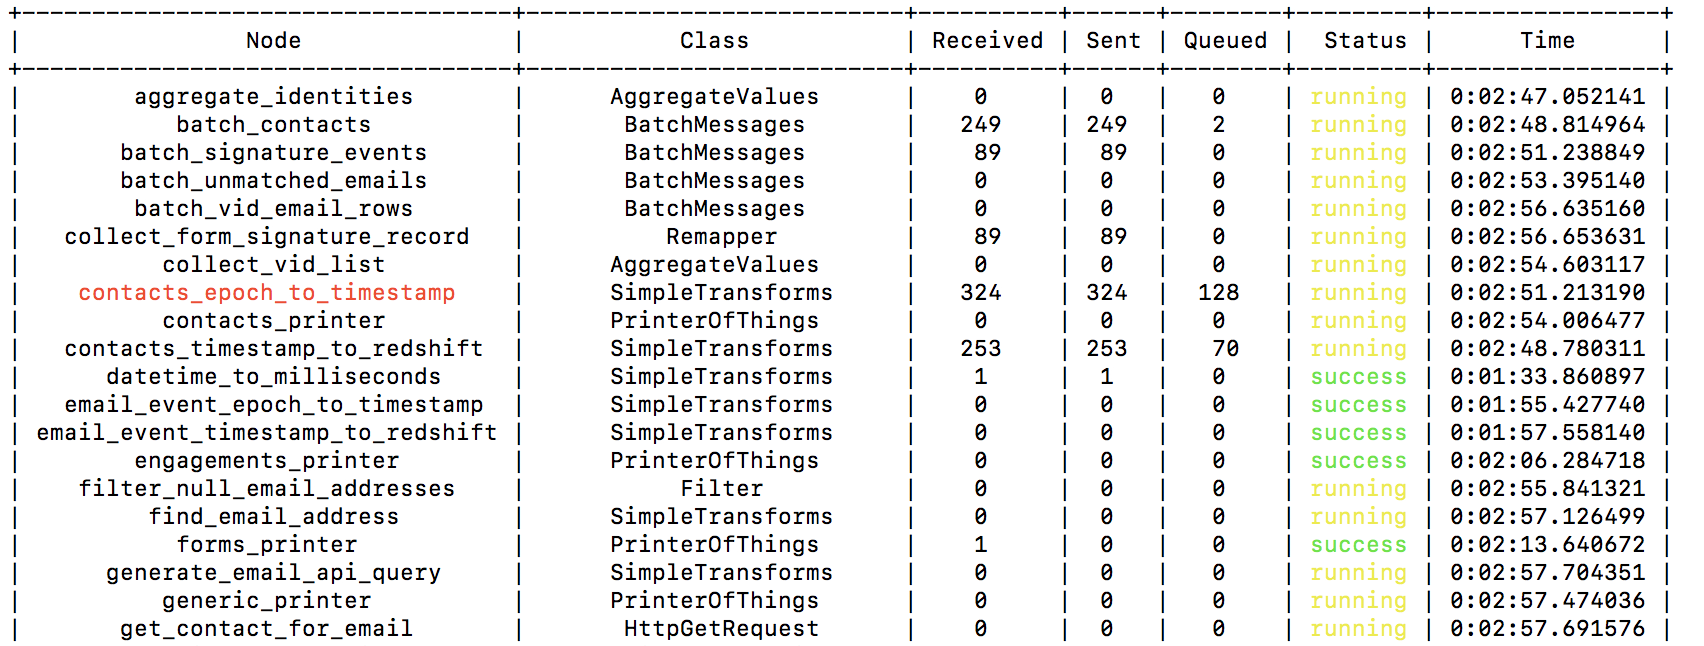 Node | Class | Received | Sent | Queued | Status | Time
aggregate_identities | AggregateValues | 0 | 0 | 0 | running | 0:02:47.052141
batch_contacts | BatchMessages | 249 | 249 | 2 | running | 0:02:48.814964
batch_signature_events | BatchMessages | 89 | 89 | 0 | running | 0:02:51.238849
batch_unmatched_emails | BatchMessages | 0 | 0 | 0 | running | 0:02:53.395140
batch_vid_email_rows | BatchMessages | 0 | 0 | 0 | running | 0:02:56.635160
collect_form_signature_record | Remapper | 89 | 89 | 0 | running | 0:02:56.653631
collect_vid_list | AggregateValues | 0 | 0 | 0 | running | 0:02:54.603117
contacts_epoch_to_timestamp | SimpleTransforms | 324 | 324 | 128 | running | 0:02:51.213190
contacts_printer | PrinterOfThings | 0 | 0 | 0 | running | 0:02:54.006477
contacts_timestamp_to_redshift | SimpleTransforms | 253 | 253 | 70 | running | 0:02:48.780311
datetime_to_milliseconds | SimpleTransforms | 1 | 1 | 0 | success | 0:01:33.860897
email_event_epoch_to_timestamp | SimpleTransforms | 0 | 0 | 0 | success | 0:01:55.427740
email_event_timestamp_to_redshift | SimpleTransforms | 0 | 0 | 0 | success | 0:01:57.558140
engagements_printer | PrinterOfThings | 0 | 0 | 0 | success | 0:02:06.284718
filter_null_email_addresses | Filter | 0 | 0 | 0 | running | 0:02:55.841321
find_email_address | SimpleTransforms | 0 | 0 | 0 | running | 0:02:57.126499
forms_printer | PrinterOfThings | 1 | 0 | 0 | success | 0:02:13.640672
generate_email_api_query | SimpleTransforms | 0 | 0 | 0 | running | 0:02:57.704351
generic_printer | PrinterOfThings | 0 | 0 | 0 | running | 0:02:57.474036
get_contact_for_email | HttpGetRequest | 0 | 0 | 0 | running | 0:02:57.691576